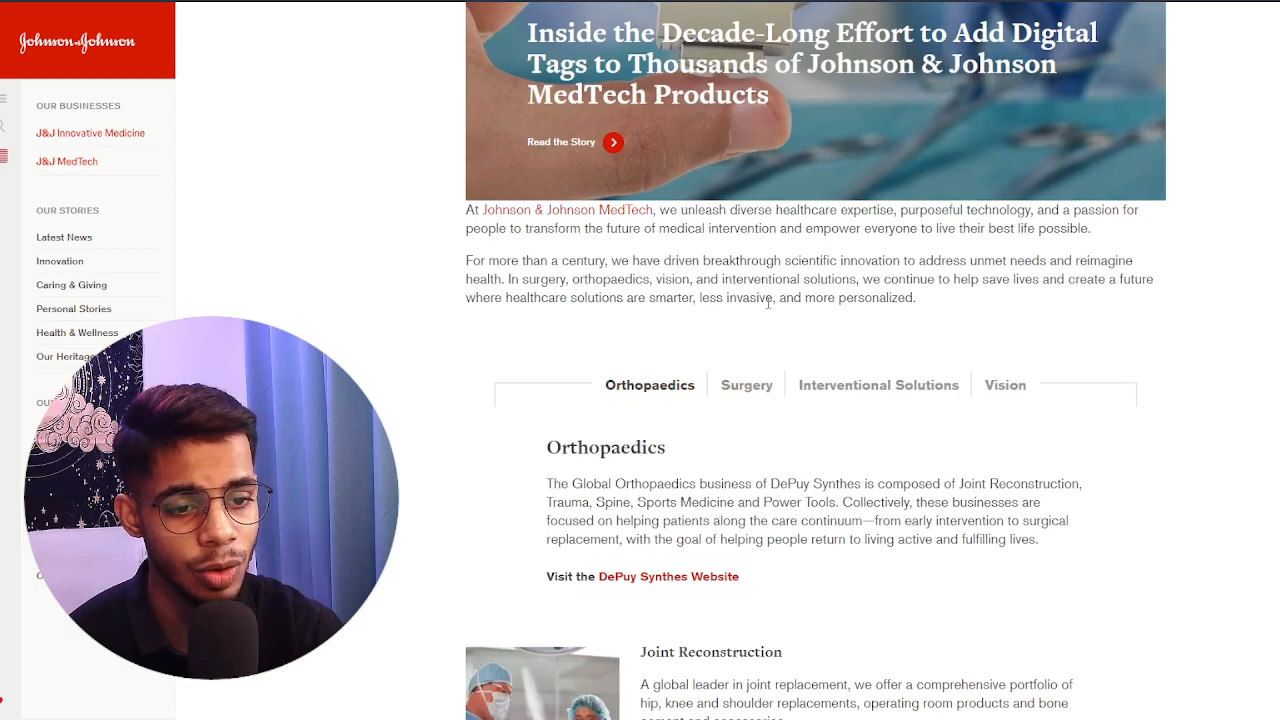 Johnson & Johnson
OUR BUSINESSES
J&J Innovative Medicine
J&J MedTech
OUR STORIES
Latest News
Innovation
Caring & Giving
Personal Stories
Health & Wellness
Our Heritage
Inside the Decade-Long Effort to Add Digital
Tags to Thousands of Johnson & Johnson
MedTech Products
Read the Story
At Johnson & Johnson MedTech, we unleash diverse healthcare expertise, purposeful technology, and a passion for
people to transform the future of medical intervention and empower everyone to live their best life possible.
For more than a century, we have driven breakthrough scientific innovation to address unmet needs and reimagine
health. In surgery, orthopaedics, vision, and interventional solutions, we continue to help save lives and create a future
where healthcare solutions are smarter, less invasive, and more personalized.
Orthopaedics
Surgery
Interventional Solutions
Vision
Orthopaedics
The Global Orthopaedics business of DePuy Synthes is composed of Joint Reconstruction,
Trauma, Spine, Sports Medicine and Power Tools. Collectively, these businesses are
focused on helping patients along the care continuum—from early intervention to surgical
replacement, with the goal of helping people return to living active and fulfilling lives.
Visit the DePuy Synthes Website
Joint Reconstruction
A global leader in joint replacement, we offer a comprehensive portfolio of
hip, knee and shoulder replacements, operating room products and bone
cement and accessories